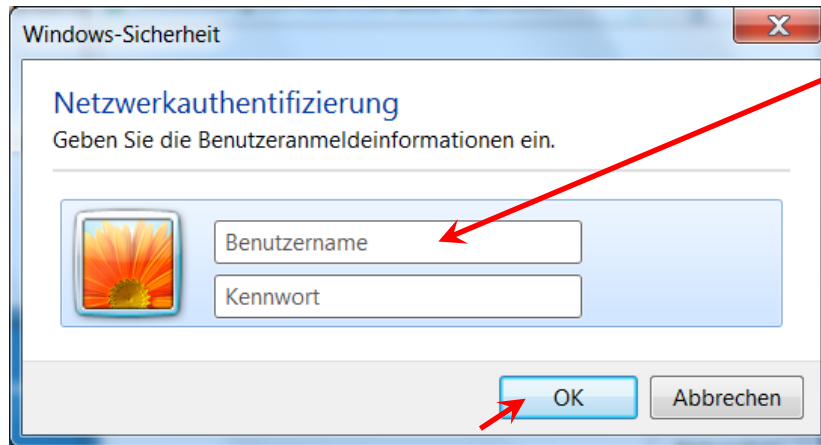 Windows-Sicherheit
Netzwerkauthentifizierung
Geben Sie die Benutzeranmeldeinformationen ein.
Benutzername
Kennwort
OK Abbrechen